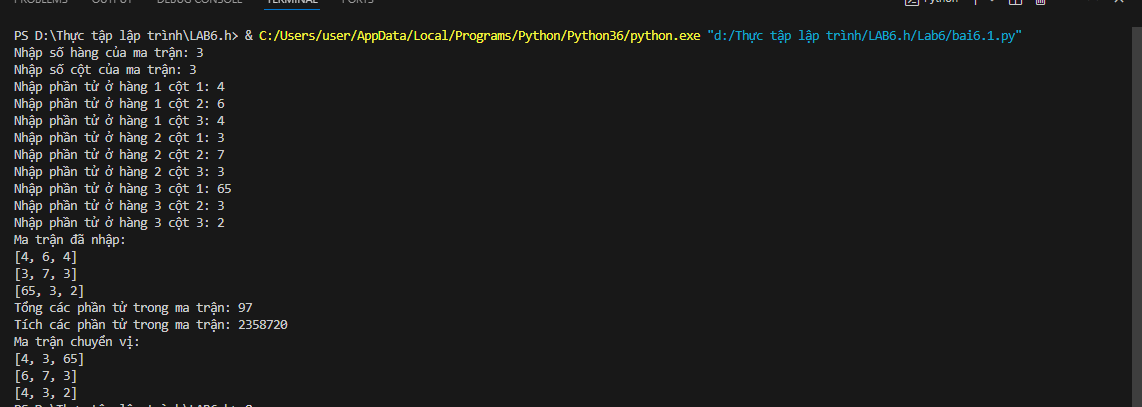 PROBLEMS OUTPUT DEBUG CONSOLE TERMINAL PORTS Python
PS D:\Thực tập lập trình\LAB6.h> & C:/Users/user/AppData/Local/Programs/Python/Python36/python.exe "d:/Thực tập lập trình/LAB6.h/Lab6/bai6.1.py"
Nhập số hàng của ma trận: 3
Nhập số cột của ma trận: 3
Nhập phần tử ở hàng 1 cột 1: 4
Nhập phần tử ở hàng 1 cột 2: 6
Nhập phần tử ở hàng 1 cột 3: 4
Nhập phần tử ở hàng 2 cột 1: 3
Nhập phần tử ở hàng 2 cột 2: 7
Nhập phần tử ở hàng 2 cột 3: 3
Nhập phần tử ở hàng 3 cột 1: 65
Nhập phần tử ở hàng 3 cột 2: 3
Nhập phần tử ở hàng 3 cột 3: 2
Ma trận đã nhập:
[4, 6, 4]
[3, 7, 3]
[65, 3, 2]
Tổng các phần tử trong ma trận: 97
Tích các phần tử trong ma trận: 2358720
Ma trận chuyển vị:
[4, 3, 65]
[6, 7, 3]
[4, 3, 2]